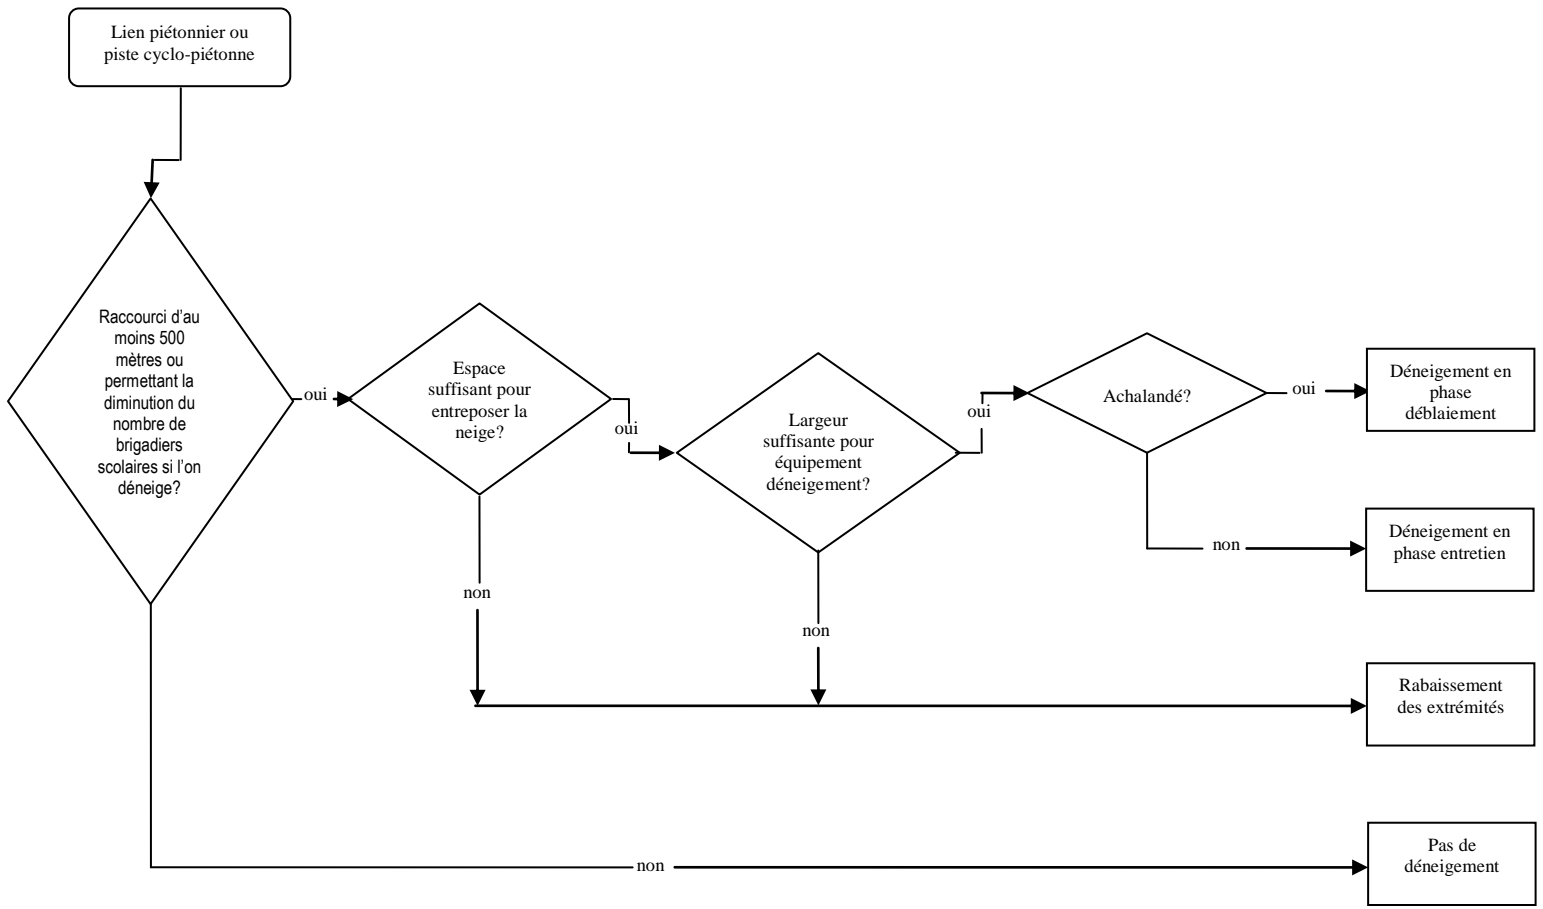 Lien piétonnier ou
piste cyclo-piétonne
Raccourci d’au
moins 500
mètres ou
permettant la
diminution du
nombre de
brigadiers
scolaires si l’on
déneige?
oui
Espace
suffisant pour
entreposer la
neige?
oui
Largeur
suffisante pour
équipement
déneigement?
oui
Achalandé?
oui
Déneigement en
phase
déblaiement
non
Déneigement en
phase entretien
non
non
Rabaissement
des extrémités
non
Pas de
déneigement